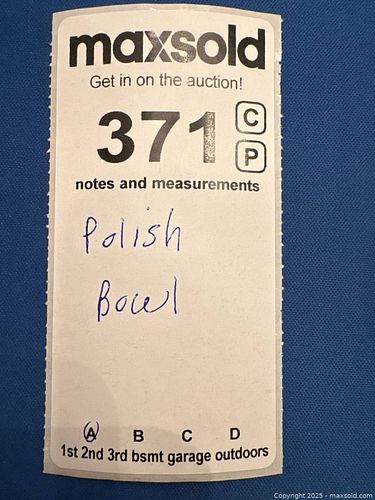 maxsold
Get in on the auction!
371
C
P
notes and measurements
Polish
Bowl
A B C D
1st 2nd 3rd bsmt garage outdoors
Copyright © 2025 - maxsold.com